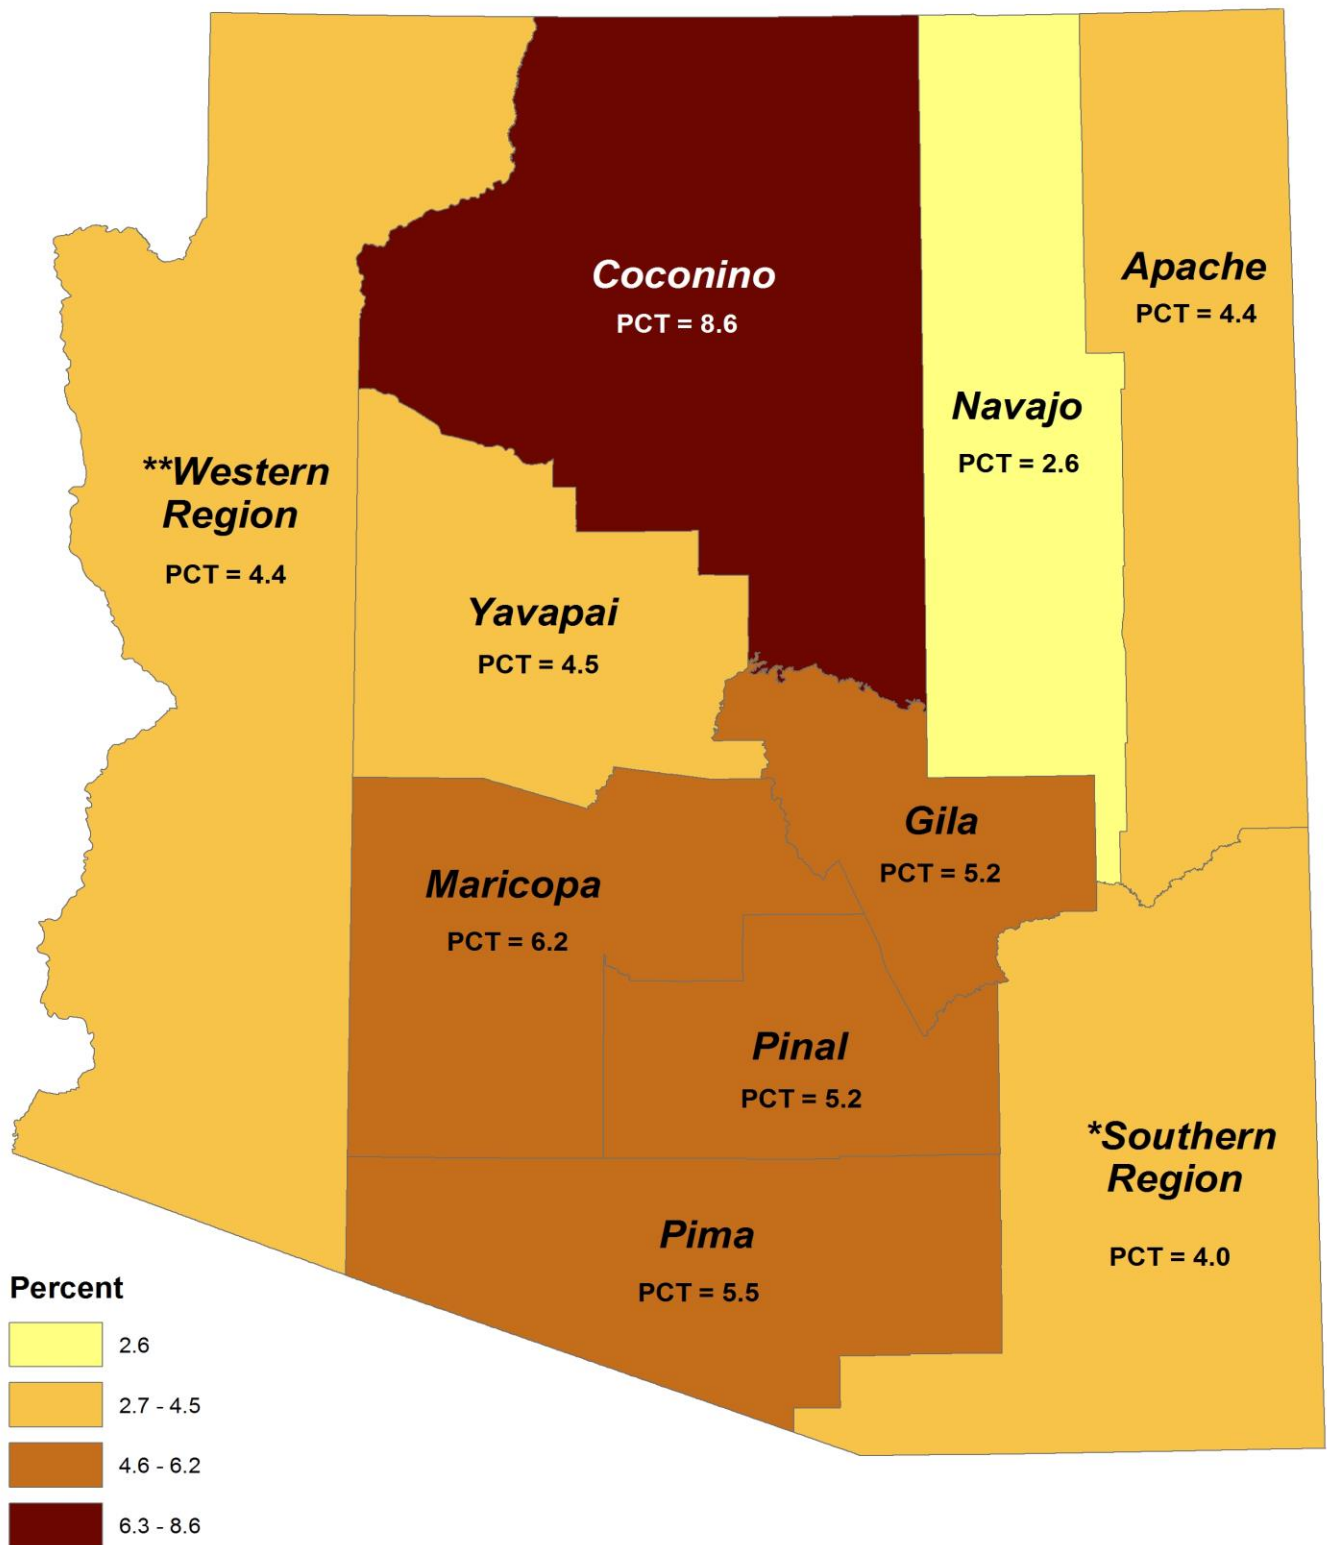 Coconino
PCT = 8.6
Apache
PCT = 4.4
Navajo
PCT = 2.6
**Western
Region
PCT = 4.4
Yavapai
PCT = 4.5
Gila
PCT = 5.2
Maricopa
PCT = 6.2
Pinal
PCT = 5.2
*Southern
Region
PCT = 4.0
Pima
PCT = 5.5
Percent
2.6
2.7 - 4.5
4.6 - 6.2
6.3 - 8.6